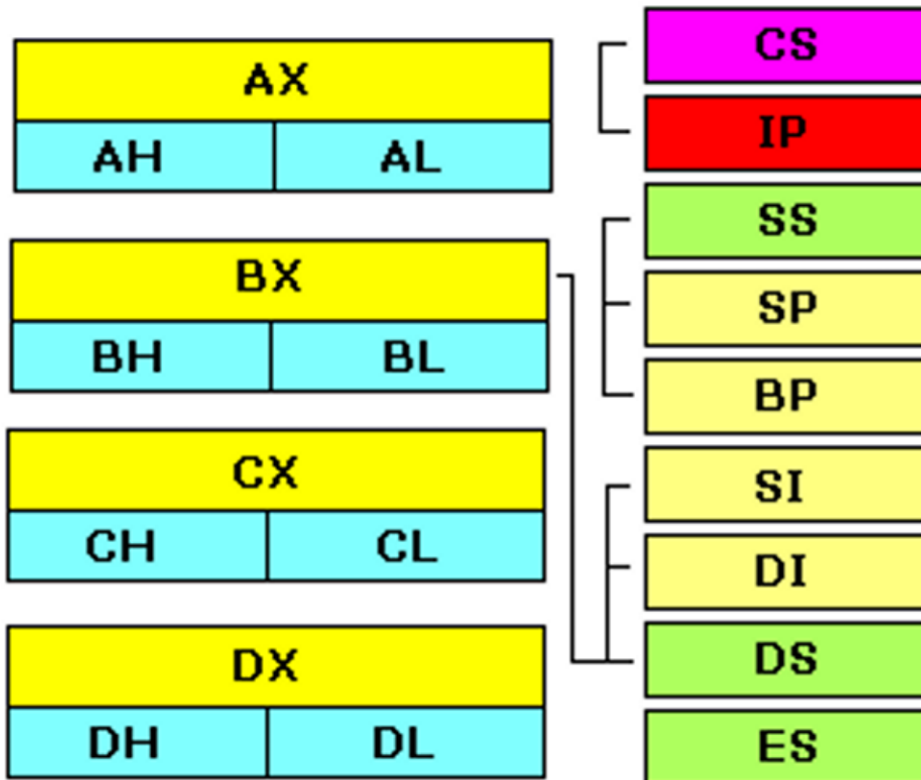 AX
AH AL
BX
BH BL
CX
CH CL
DX
DH DL
CS
IP
SS
SP
BP
SI
DI
DS
ES